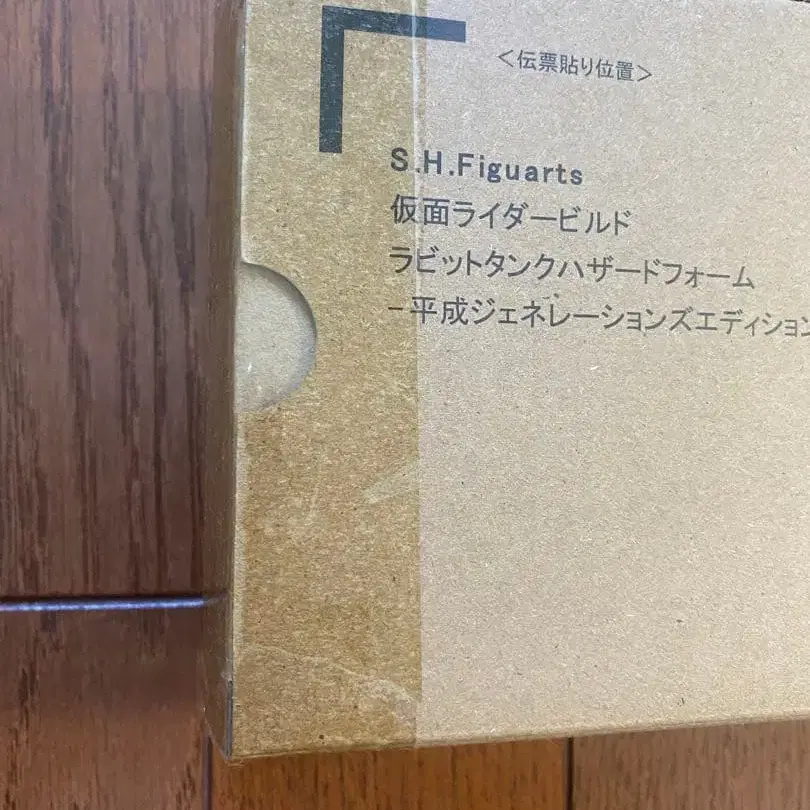 <伝票貼り位置>
S.H.Figuarts
仮面ライダービルド
ラビットタンクハザードフォーム
-平成ジェネレーションズエディション